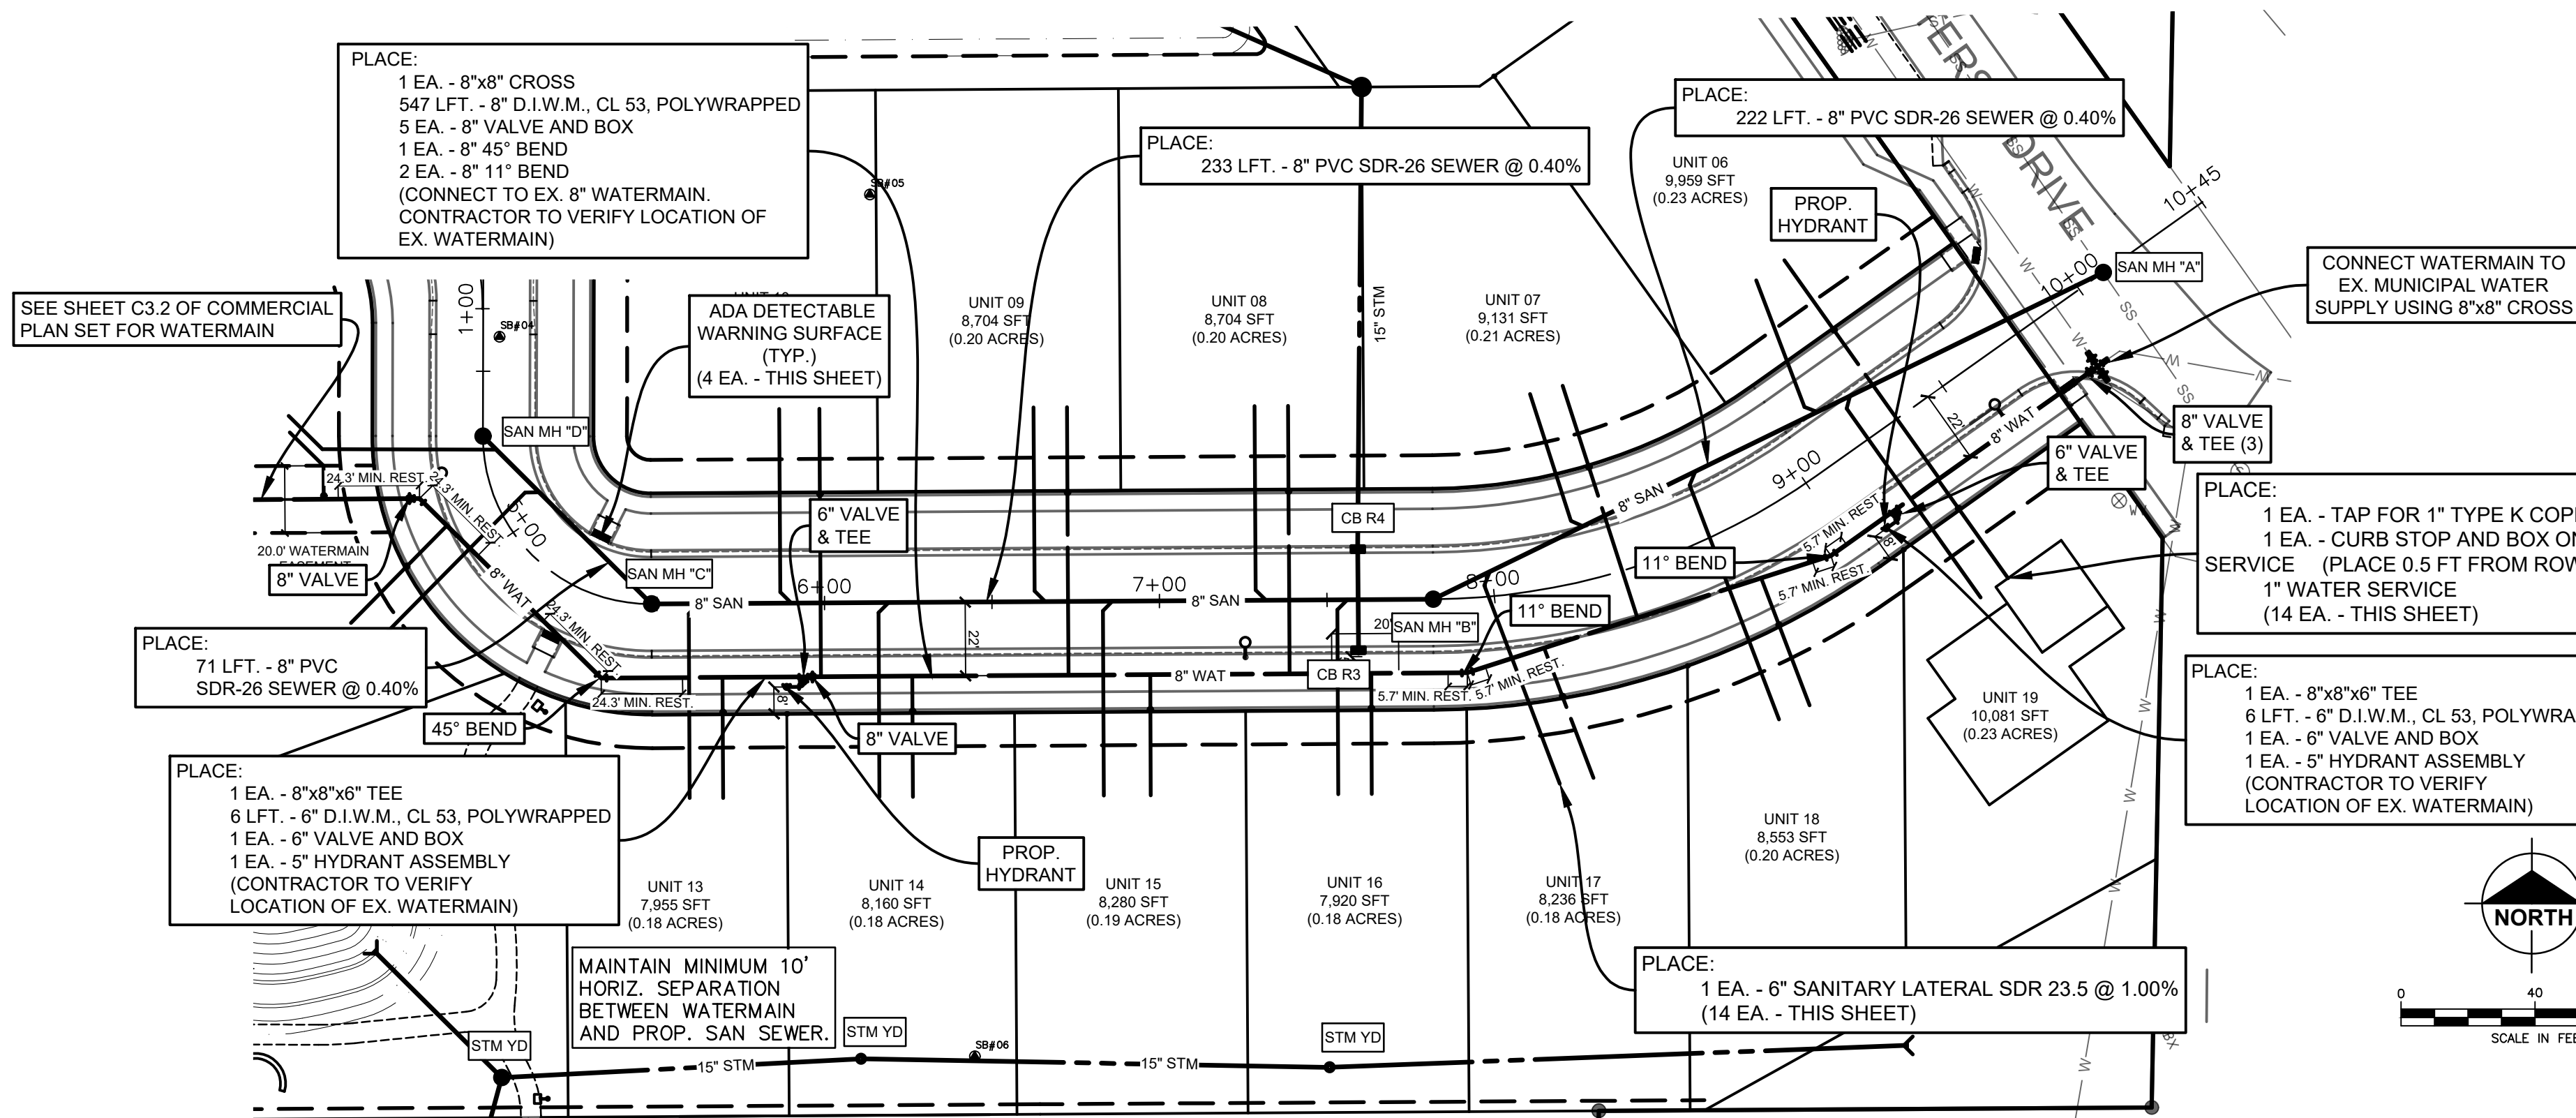 PLACE:
1 EA. - 8"x8" CROSS
547 LFT. - 8" D.I.W.M., CL 53, POLYWRAPPED
5 EA. - 8" VALVE AND BOX
1 EA. - 8" 45° BEND
2 EA. - 8" 11° BEND
(CONNECT TO EX. 8" WATERMAIN.
CONTRACTOR TO VERIFY LOCATION OF
EX. WATERMAIN)
PLACE:
233 LFT. - 8" PVC SDR-26 SEWER @ 0.40%
PLACE:
222 LFT. - 8" PVC SDR-26 SEWER @ 0.40%
DRIVE
10+45
SB#05
UNIT 06
9,959 SFT
(0.23 ACRES)
PROP.
HYDRANT
SAN MH "A"
10+00
CONNECT WATERMAIN TO
EX. MUNICIPAL WATER
SUPPLY USING 8"x8" CROSS
SEE SHEET C3.2 OF COMMERCIAL
PLAN SET FOR WATERMAIN
1+00
SB#04
ADA DETECTABLE
WARNING SURFACE
(TYP.)
(4 EA. - THIS SHEET)
UNIT 09
8,704 SFT
(0.20 ACRES)
UNIT 08
8,704 SFT
(0.20 ACRES)
15" STM
UNIT 07
9,131 SFT
(0.21 ACRES)
SAN MH "D"
22'
8" WAT
8" VALVE
& TEE (3)
6" VALVE
& TEE
24.3' MIN. REST.
24.3' MIN. REST.
5+00
6" VALVE
& TEE
CB R4
8" SAN
9+00
5.7' MIN. REST.
8'
20.0' WATERMAIN
EASEMENT
8" VALVE
8" WAT
SAN MH "C"
8" SAN
6+00
7+00
8" SAN
8+00
11° BEND
5.7' MIN. REST.
PLACE:
1 EA. - TAP FOR 1" TYPE K
1 EA. - CURB STOP AND BOX
SERVICE (PLACE 0.5 FT FROM
1" WATER SERVICE
(14 EA. - THIS SHEET)
24.3' MIN. REST.
22'
20'
SAN MH "B"
11° BEND
PLACE:
71 LFT. - 8" PVC
SDR-26 SEWER @ 0.40%
24.3' MIN. REST.
8'
8" WAT
CB R3
5.7' MIN. REST.
5.7' MIN. REST.
45° BEND
8" VALVE
UNIT 19
10,081 SFT
(0.23 ACRES)
PLACE:
1 EA. - 8"x8"x6" TEE
6 LFT. - 6" D.I.W.M., CL 53,
1 EA. - 6" VALVE AND BOX
1 EA. - 5" HYDRANT ASSEMBLY
(CONTRACTOR TO VERIFY
LOCATION OF EX. WATERMAIN)
PLACE:
1 EA. - 8"x8"x6" TEE
6 LFT. - 6" D.I.W.M., CL 53, POLYWRAPPED
1 EA. - 6" VALVE AND BOX
1 EA. - 5" HYDRANT ASSEMBLY
(CONTRACTOR TO VERIFY
LOCATION OF EX. WATERMAIN)
PROP.
HYDRANT
UNIT 18
8,553 SFT
(0.20 ACRES)
UNIT 13
7,955 SFT
(0.18 ACRES)
UNIT 14
8,160 SFT
(0.18 ACRES)
UNIT 15
8,280 SFT
(0.19 ACRES)
UNIT 16
7,920 SFT
(0.18 ACRES)
UNIT 17
8,236 SFT
(0.18 ACRES)
NORTH
MAINTAIN MINIMUM 10'
HORIZ. SEPARATION
BETWEEN WATERMAIN
AND PROP. SAN SEWER.
PLACE:
1 EA. - 6" SANITARY LATERAL SDR 23.5 @ 1.00%
(14 EA. - THIS SHEET)
0 40
SCALE IN
STM YD
STM YD
SB#06
STM YD
15" STM
15" STM